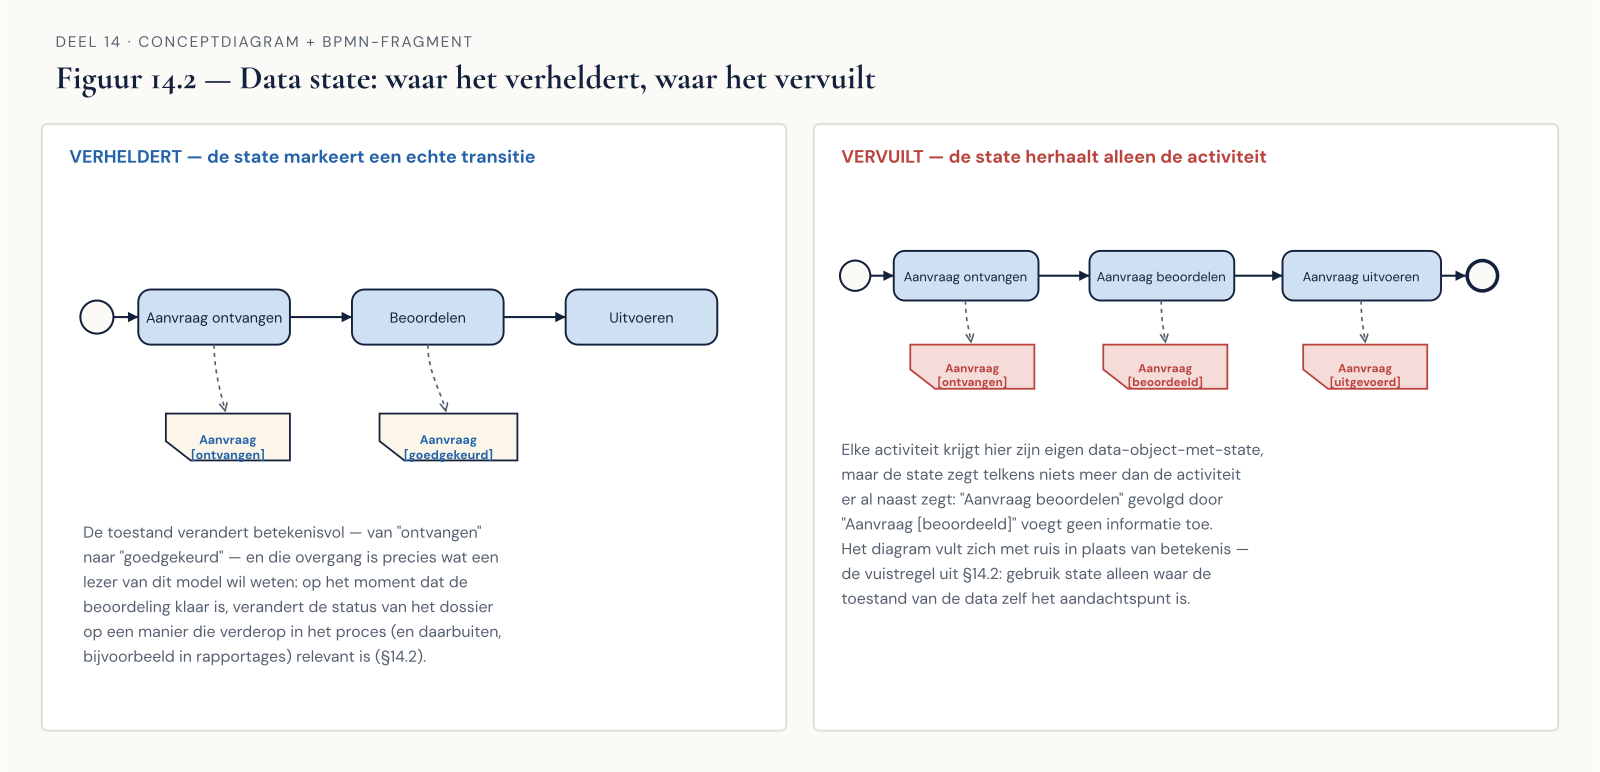 DEEL 14 · CONCEPTDIAGRAM + BPMN-FRAGMENT
Figuur 14.2 — Data state: waar het verheldert, waar het vervuilt
VERHELDERT — de state markeert een echte transitie
Aanvraag ontvangen
Beoordelen
Uitvoeren
Aanvraag
[ontvangen]
Aanvraag
[goedgekeurd]
De toestand verandert betekenisvol — van "ontvangen"
naar "goedgekeurd" — en die overgang is precies wat een
lezer van dit model wil weten: op het moment dat de
beoordeling klaar is, verandert de status van het dossier
op een manier die verderop in het proces (en daarbuiten,
bijvoorbeeld in rapportages) relevant is (§14.2).
VERVUILT — de state herhaalt alleen de activiteit
Aanvraag ontvangen
Aanvraag beoordelen
Aanvraag uitvoeren
Aanvraag
[ontvangen]
Aanvraag
[beoordeeld]
Aanvraag
[uitgevoerd]
Elke activiteit krijgt hier zijn eigen data-object-met-state,
maar de state zegt telkens niets meer dan de activiteit
er al naast zegt: "Aanvraag beoordelen" gevolgd door
"Aanvraag [beoordeeld]" voegt geen informatie toe.
Het diagram vult zich met ruis in plaats van betekenis —
de vuistregel uit §14.2: gebruik state alleen waar de
toestand van de data zelf het aandachtspunt is.